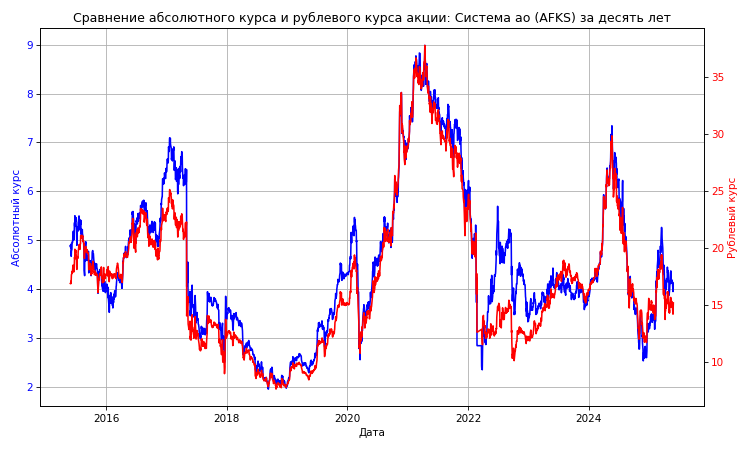 Сравнение абсолютного курса и рублевого курса акции: Система ао (AFKS) за десять лет
9
8
7
6
5
4
3
2
Абсолютный курс
35
30
25
20
15
10
Рублевый курс
2016 2018 2020 2022 2024
Дата